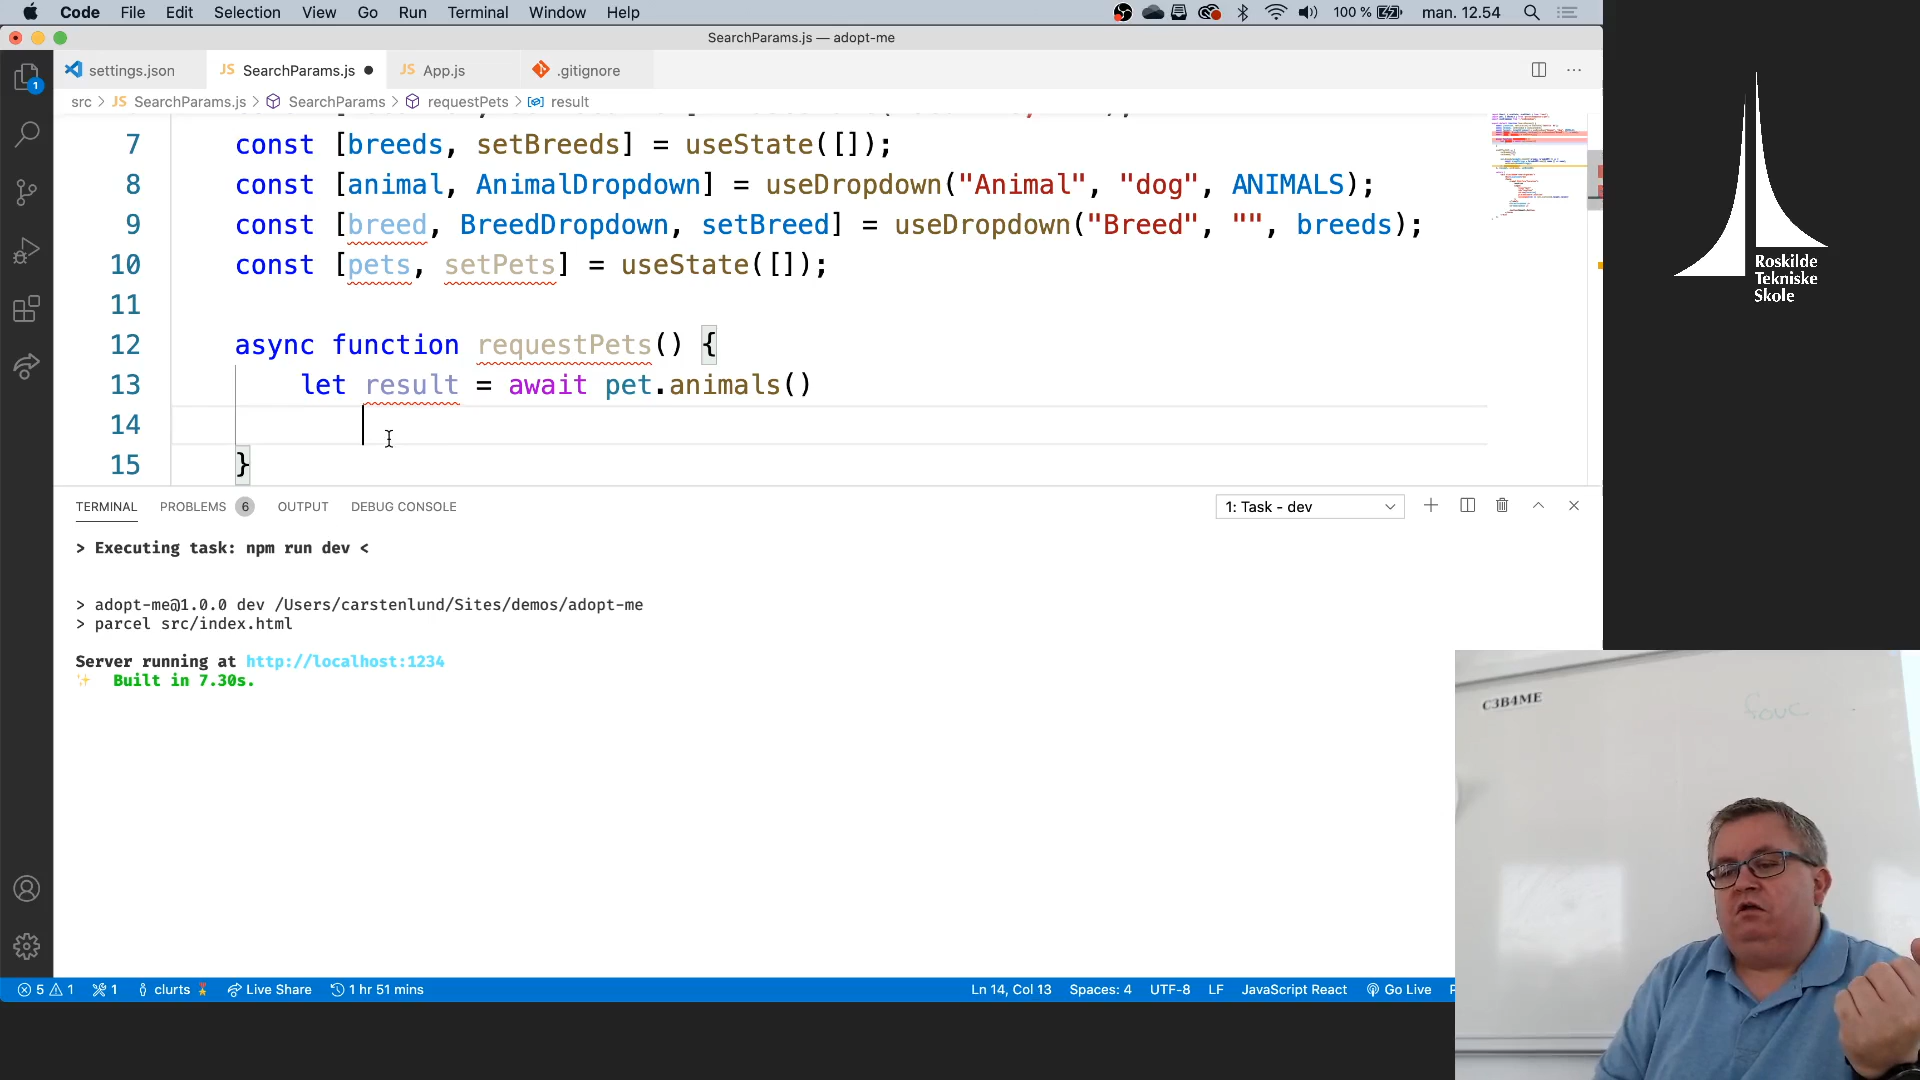 Code File Edit Selection View Go Run Terminal Window Help 100 % man. 12.54
SearchParams.js — adopt-me
settings.json JS SearchParams.js JS App.js .gitignore
src > JS SearchParams.js > SearchParams > requestPets > result
7 const [breeds, setBreeds] = useState([]);
8 const [animal, AnimalDropdown] = useDropdown("Animal", "dog", ANIMALS);
9 const [breed, BreedDropdown, setBreed] = useDropdown("Breed", "", breeds);
10 const [pets, setPets] = useState([]);
11
12 async function requestPets() {
13 let result = await pet.animals()
14
15 }
TERMINAL PROBLEMS 6 OUTPUT DEBUG CONSOLE 1: Task - dev
> Executing task: npm run dev <
> adopt-me@1.0.0 dev /Users/carstenlund/Sites/demos/adopt-me
> parcel src/index.html
Server running at http://localhost:1234
✨ Built in 7.30s.
1
5 1 1 clurts Live Share 1 hr 51 mins Ln 14, Col 13 Spaces: 4 UTF-8 LF JavaScript React Go Live
Roskilde
Tekniske
Skole
C3B4ME
fouc